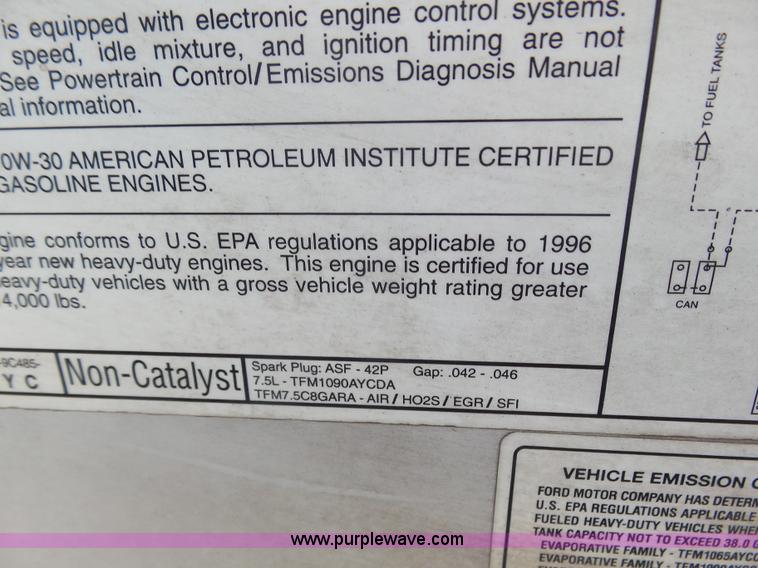 is equipped with electronic engine control systems.
speed, idle mixture, and ignition timing are not
See Powertrain Control/Emissions Diagnosis Manual
al information.
0W-30 AMERICAN PETROLEUM INSTITUTE CERTIFIED
GASOLINE ENGINES.
gine conforms to U.S. EPA regulations applicable to 1996
year new heavy-duty engines. This engine is certified for use
heavy-duty vehicles with a gross vehicle weight rating greater
4,000 lbs.
-9C485-
Y C
Non-Catalyst
Spark Plug: ASF - 42P Gap: .042 - .046
7.5L - TFM1090AYCDA
TFM7.5C8GARA - AIR / HO2S / EGR / SFI
TO FUEL TANKS
CAN
VEHICLE EMISSION
FORD MOTOR COMPANY HAS DETERM
U.S. EPA REGULATIONS APPLICABLE
FUELED HEAVY-DUTY VEHICLES WHE
TANK CAPACITY NOT TO EXCEED 38.0 G
EVAPORATIVE FAMILY - TFM1065AYC
EVAPORATIVE FAMILY -
www.purplewave.com